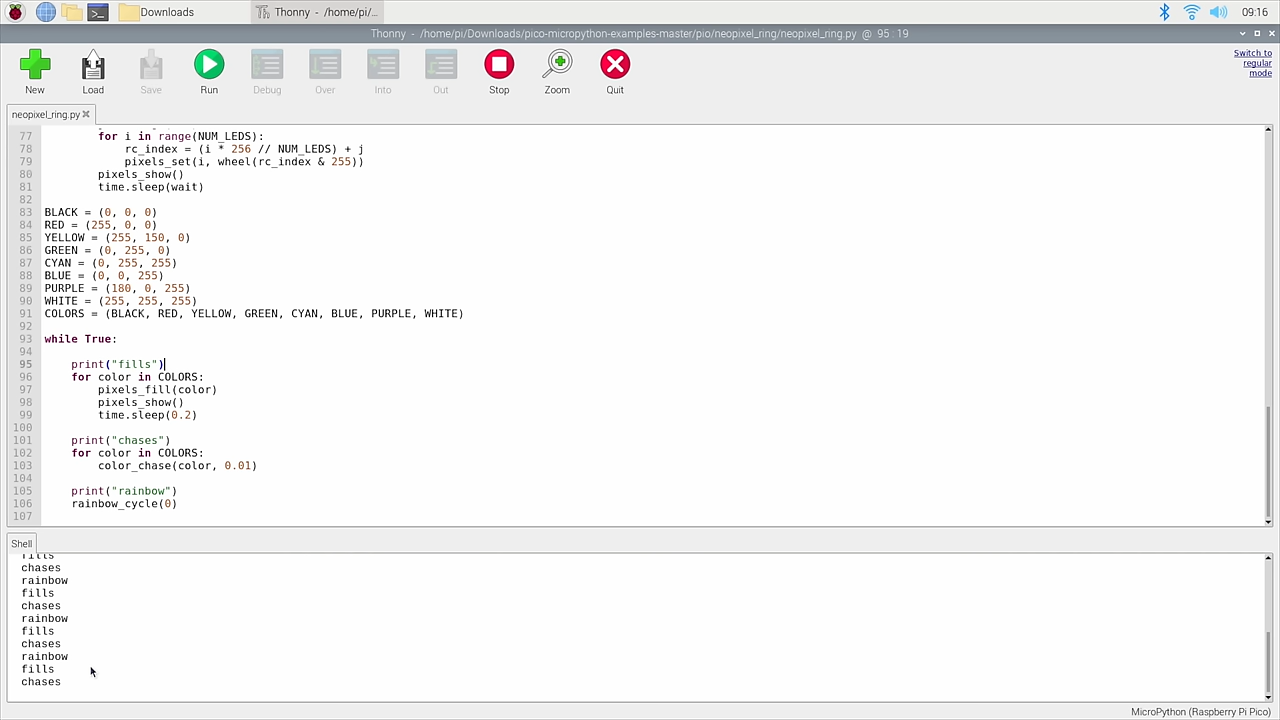 Downloads
Thonny - /home/pi/...
09:16
Thonny - /home/pi/Downloads/pico-micropython-examples-master/pio/neopixel_ring/neopixel_ring.py @ 95 : 19
New
Load
Save
Run
Debug
Over
Into
Out
Stop
Zoom
Quit
Switch to
regular
mode
neopixel_ring.py
77 for i in range(NUM_LEDS):
78 rc_index = (i * 256 // NUM_LEDS) + j
79 pixels_set(i, wheel(rc_index & 255))
80 pixels_show()
81 time.sleep(wait)
82
83 BLACK = (0, 0, 0)
84 RED = (255, 0, 0)
85 YELLOW = (255, 150, 0)
86 GREEN = (0, 255, 0)
87 CYAN = (0, 255, 255)
88 BLUE = (0, 0, 255)
89 PURPLE = (180, 0, 255)
90 WHITE = (255, 255, 255)
91 COLORS = (BLACK, RED, YELLOW, GREEN, CYAN, BLUE, PURPLE, WHITE)
92
93 while True:
94
95 print("fills")
96 for color in COLORS:
97 pixels_fill(color)
98 pixels_show()
99 time.sleep(0.2)
100
101 print("chases")
102 for color in COLORS:
103 color_chase(color, 0.01)
104
105 print("rainbow")
106 rainbow_cycle(0)
107
Shell
fills
chases
rainbow
fills
chases
rainbow
fills
chases
rainbow
fills
chases
MicroPython (Raspberry Pi Pico)